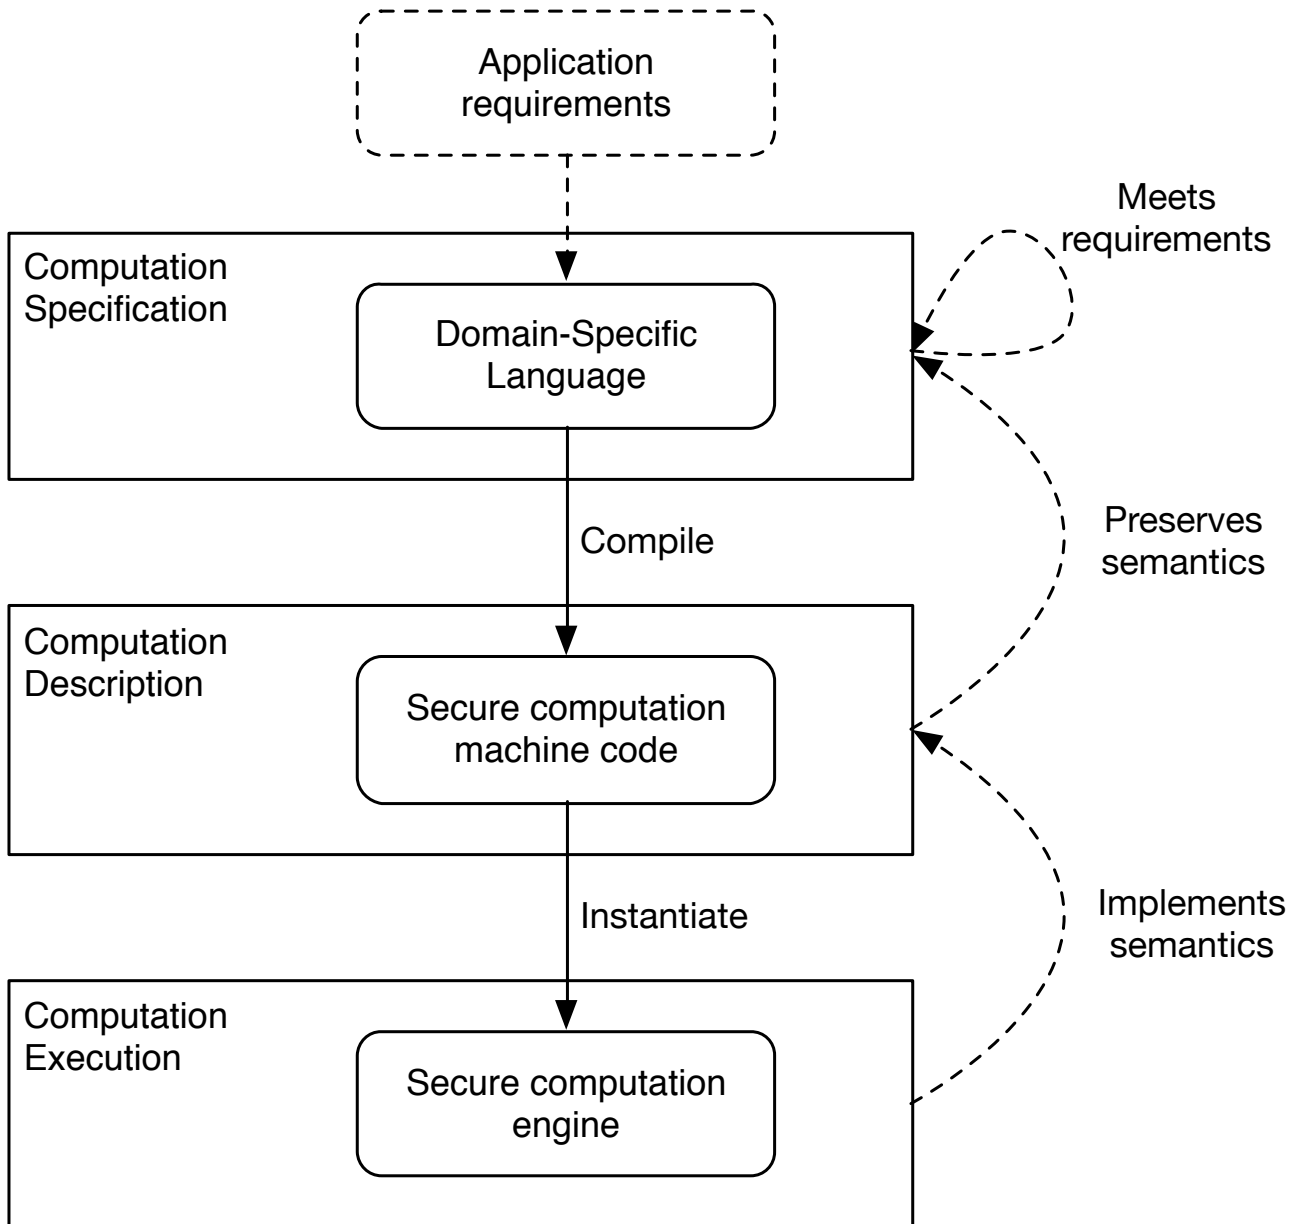 Application
requirements
Meets
requirements
Computation
Specification
Domain-Specific
Language
Compile
Preserves
semantics
Computation
Description
Secure computation
machine code
Instantiate
Implements
semantics
Computation
Execution
Secure computation
engine